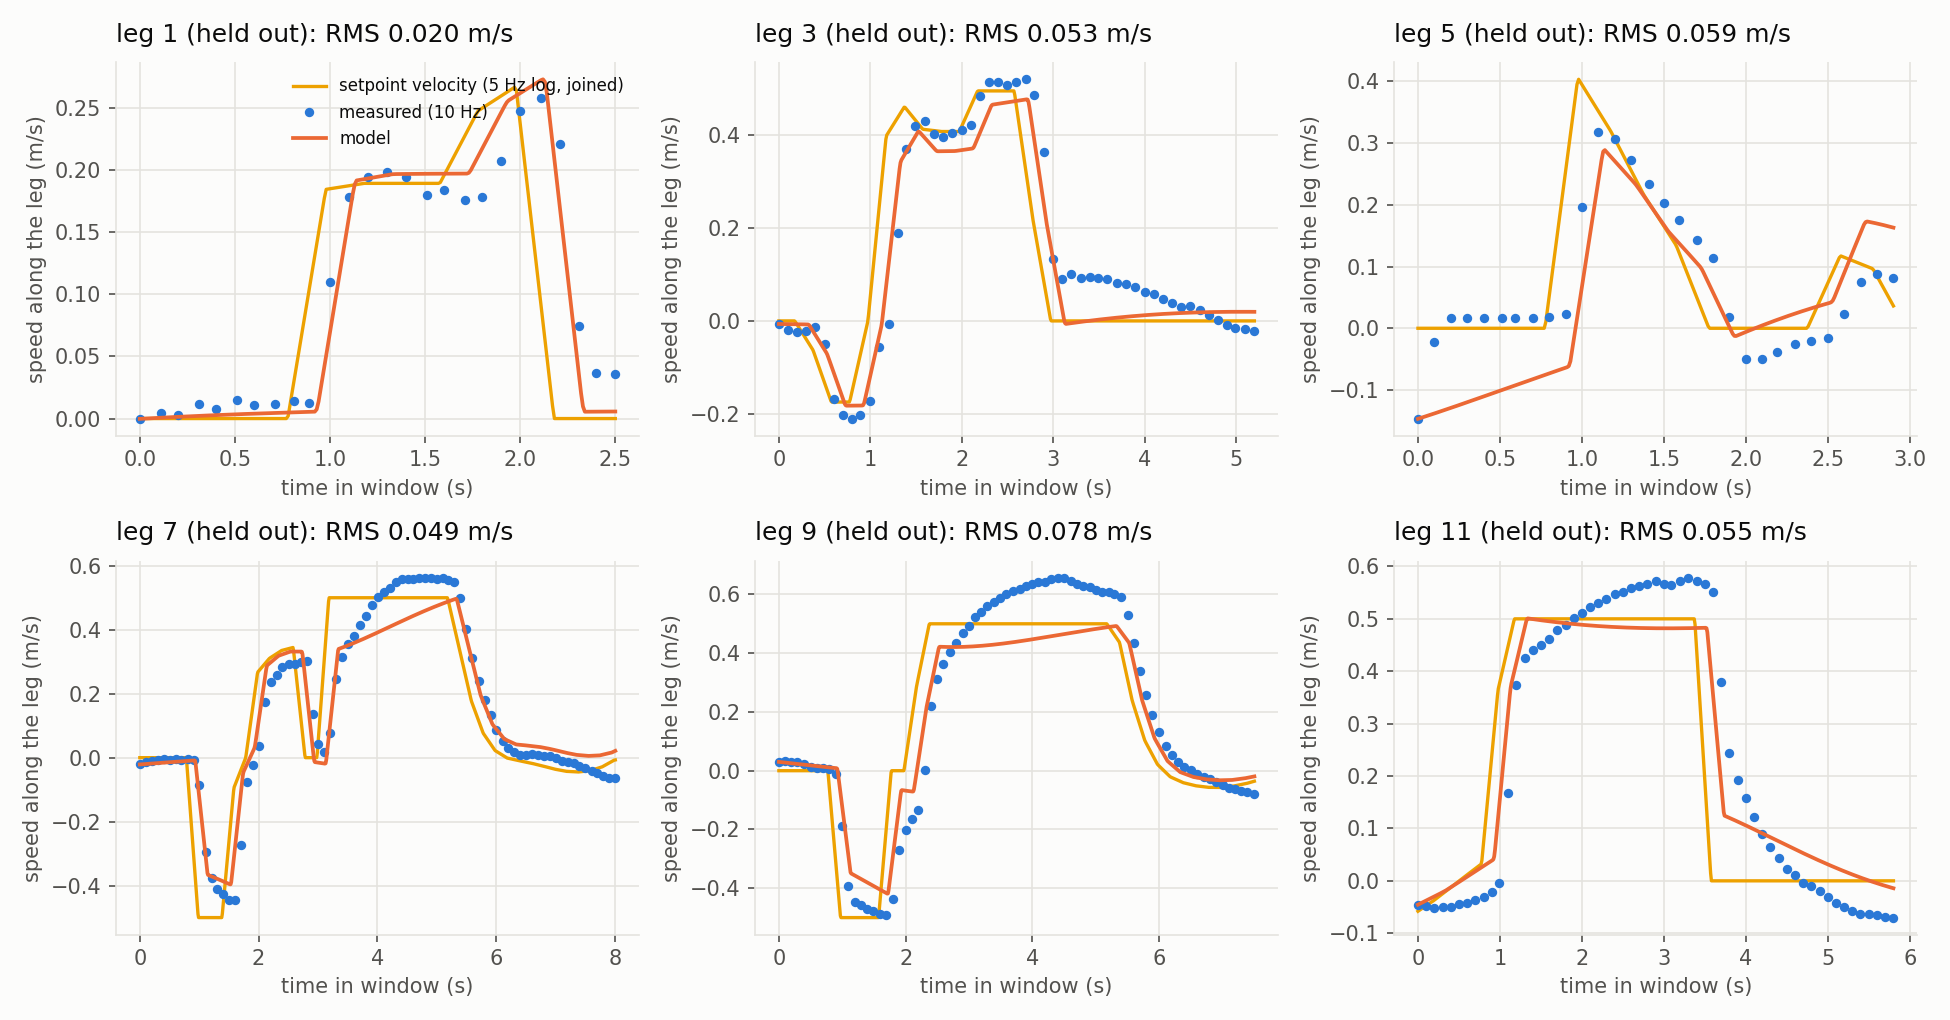 leg 1 (held out): RMS 0.020 m/s
leg 3 (held out): RMS 0.053 m/s
leg 5 (held out): RMS 0.059 m/s
setpoint velocity (5 Hz log, joined)
measured (10 Hz)
model
speed along the leg (m/s)
0.25
0.20
0.15
0.10
0.05
0.00
0.0 0.5 1.0 1.5 2.0 2.5
time in window (s)
speed along the leg (m/s)
0.4
0.2
0.0
−0.2
0 1 2 3 4 5
time in window (s)
speed along the leg (m/s)
0.4
0.3
0.2
0.1
0.0
−0.1
0.0 0.5 1.0 1.5 2.0 2.5 3.0
time in window (s)
leg 7 (held out): RMS 0.049 m/s
leg 9 (held out): RMS 0.078 m/s
leg 11 (held out): RMS 0.055 m/s
speed along the leg (m/s)
0.6
0.4
0.2
0.0
−0.2
−0.4
0 2 4 6 8
time in window (s)
speed along the leg (m/s)
0.6
0.4
0.2
0.0
−0.2
−0.4
0 2 4 6
time in window (s)
speed along the leg (m/s)
0.6
0.5
0.4
0.3
0.2
0.1
0.0
−0.1
0 1 2 3 4 5 6
time in window (s)